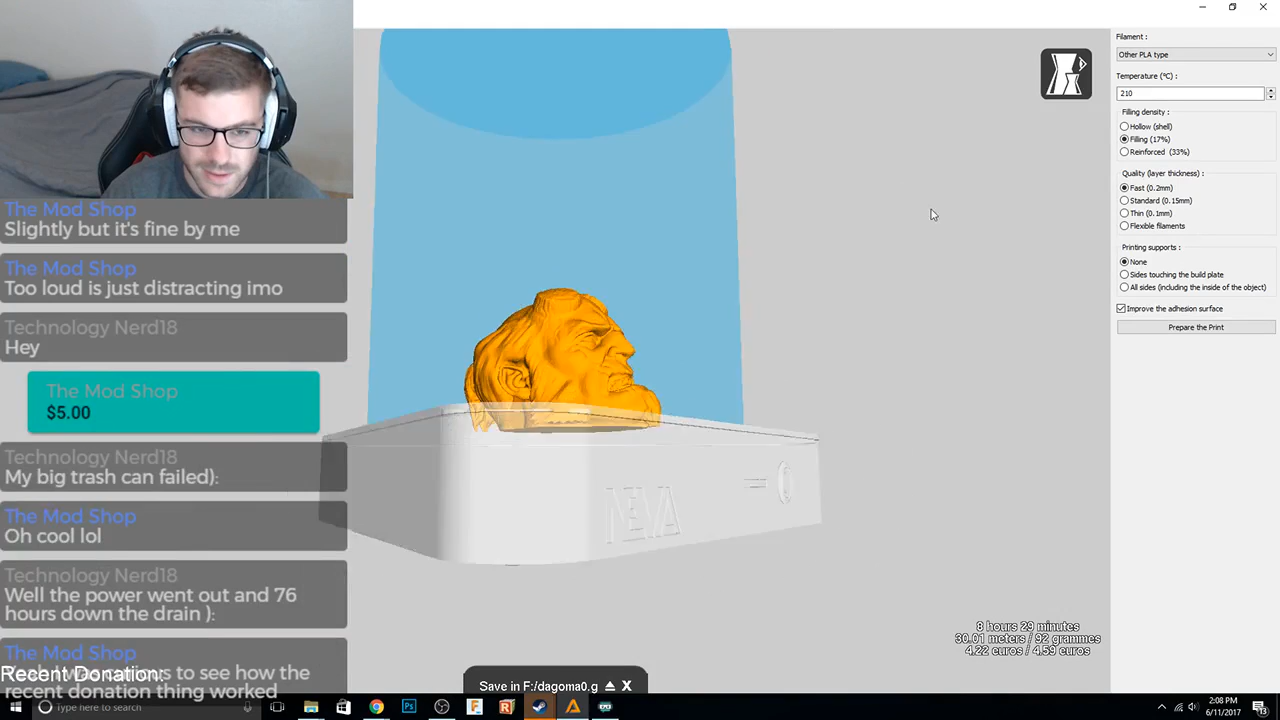 The Mod Shop
Slightly but it's fine by me
The Mod Shop
Too loud is just distracting imo
Technology Nerd18
Hey
The Mod Shop
$5.00
Technology Nerd18
My big trash can failed):
The Mod Shop
Oh cool lol
Technology Nerd18
Well the power went out and 76
hours down the drain ):
The Mod Shop
Recent Donation:
to see how the
recent donation thing worked
NEVA
8 hours 29 minutes
30.01 meters / 92 grammes
4.22 euros / 4.59 euros
Save in F:/dagoma0.g
Filament :
Other PLA type
Temperature (°C) :
210
Filling density :
Hollow (shell)
Filling (17%)
Reinforced (33%)
Quality (layer thickness) :
Fast (0.2mm)
Standard (0.15mm)
Thin (0.1mm)
Flexible filaments
Printing supports :
None
Sides touching the build plate
All sides (including the inside of the object)
Improve the adhesion surface
Prepare the Print
Type here to search
2:08 PM
6/11/2017